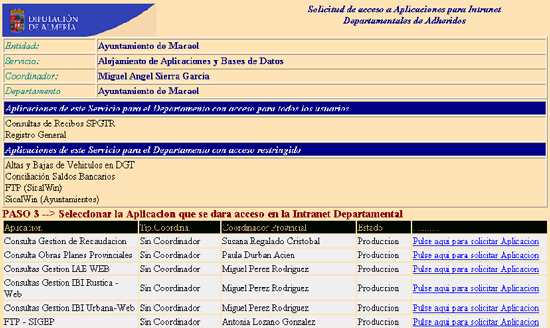 DIPUTACIÓN
DE ALMERÍA
Solicitud de acceso a Aplicaciones para Intranet
Departamentales de Adheridos
Entidad: Ayuntamiento de Macael
Servicio: Alojamiento de Aplicaciones y Bases de Datos
Coordinador: Miguel Angel Sierra García
Departamento Ayuntamiento de Macael
Aplicaciones de este Servicio para el Departamento con acceso para todos los usuarios
Consultas de Recibos SPGTR
Registro General
Aplicaciones de este Servicio para el Departamento con acceso restringido
Altas y Bajas de Vehiculos en DGT
Conciliación Saldos Bancarios
FTP (SicalWin)
SicalWin (Ayuntamientos)
PASO 3 --> Seleccionar la Aplicacion que se dara acceso en la Intranet Departamental
Aplicacion Tip.Coordina. Coordinador Provincial Estado .........
Consulta Gestion de Recaudacion Sin Coordinador Susana Regalado Cristobal Produccion Pulse aqui para solicitar Aplicacion
Consulta Obras Planes Provinciales Sin Coordinador Paula Durban Acien Produccion Pulse aqui para solicitar Aplicacion
Consultas Gestion IAE WEB Sin Coordinador Miguel Perez Rodriguez Produccion Pulse aqui para solicitar Aplicacion
Consultas Gestion IBI Rustica - Sin Coordinador Miguel Perez Rodriguez Produccion Pulse aqui para solicitar Aplicacion
Web
Consultas Gestion IBI Urbana-Web Sin Coordinador Miguel Perez Rodriguez Produccion Pulse aqui para solicitar Aplicacion
FTP - SIGEP Sin Coordinador Antonia Lozano Gonzalez Produccion Pulse aqui para solicitar Aplicacion